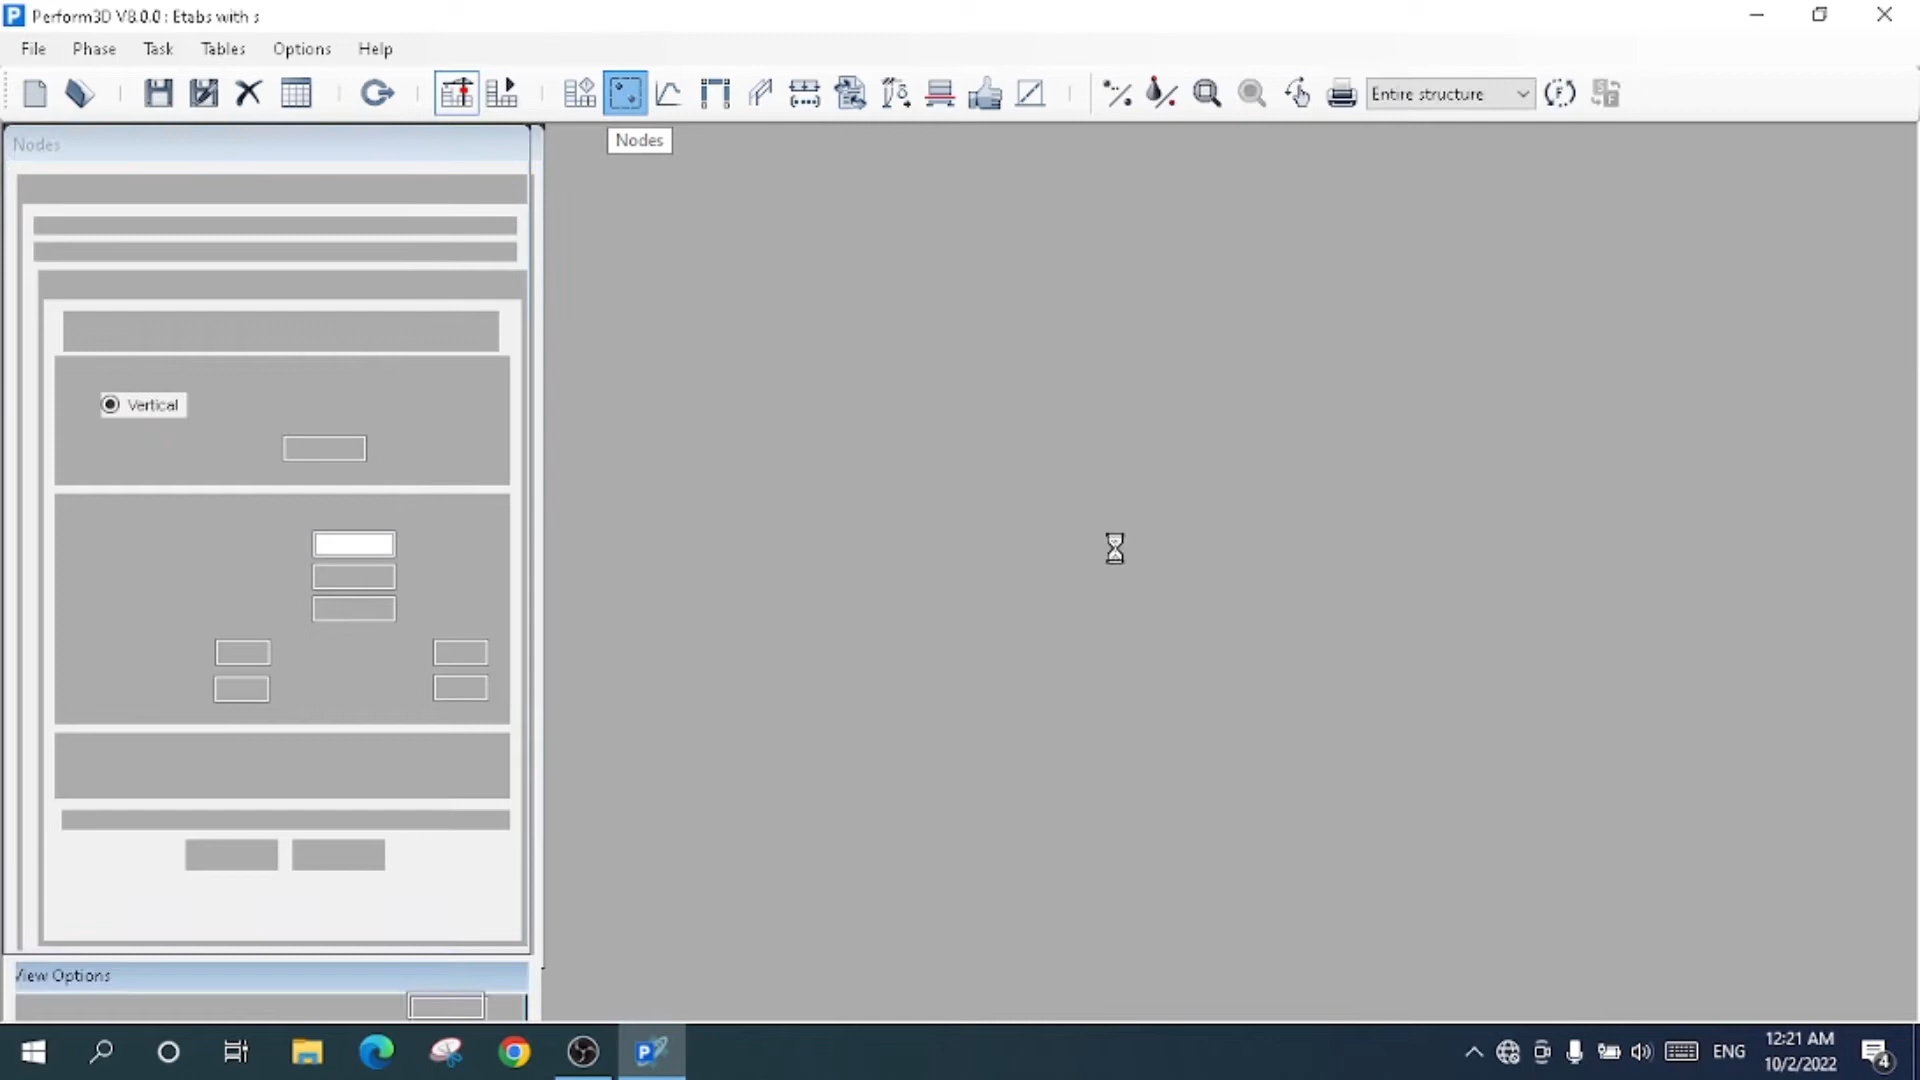 Perform3D V8.0.0 : Etabs with s
File Phase Task Tables Options Help
Entire structure
Nodes
Nodes
Vertical
View Options
ENG
12:21 AM
10/2/2022
4